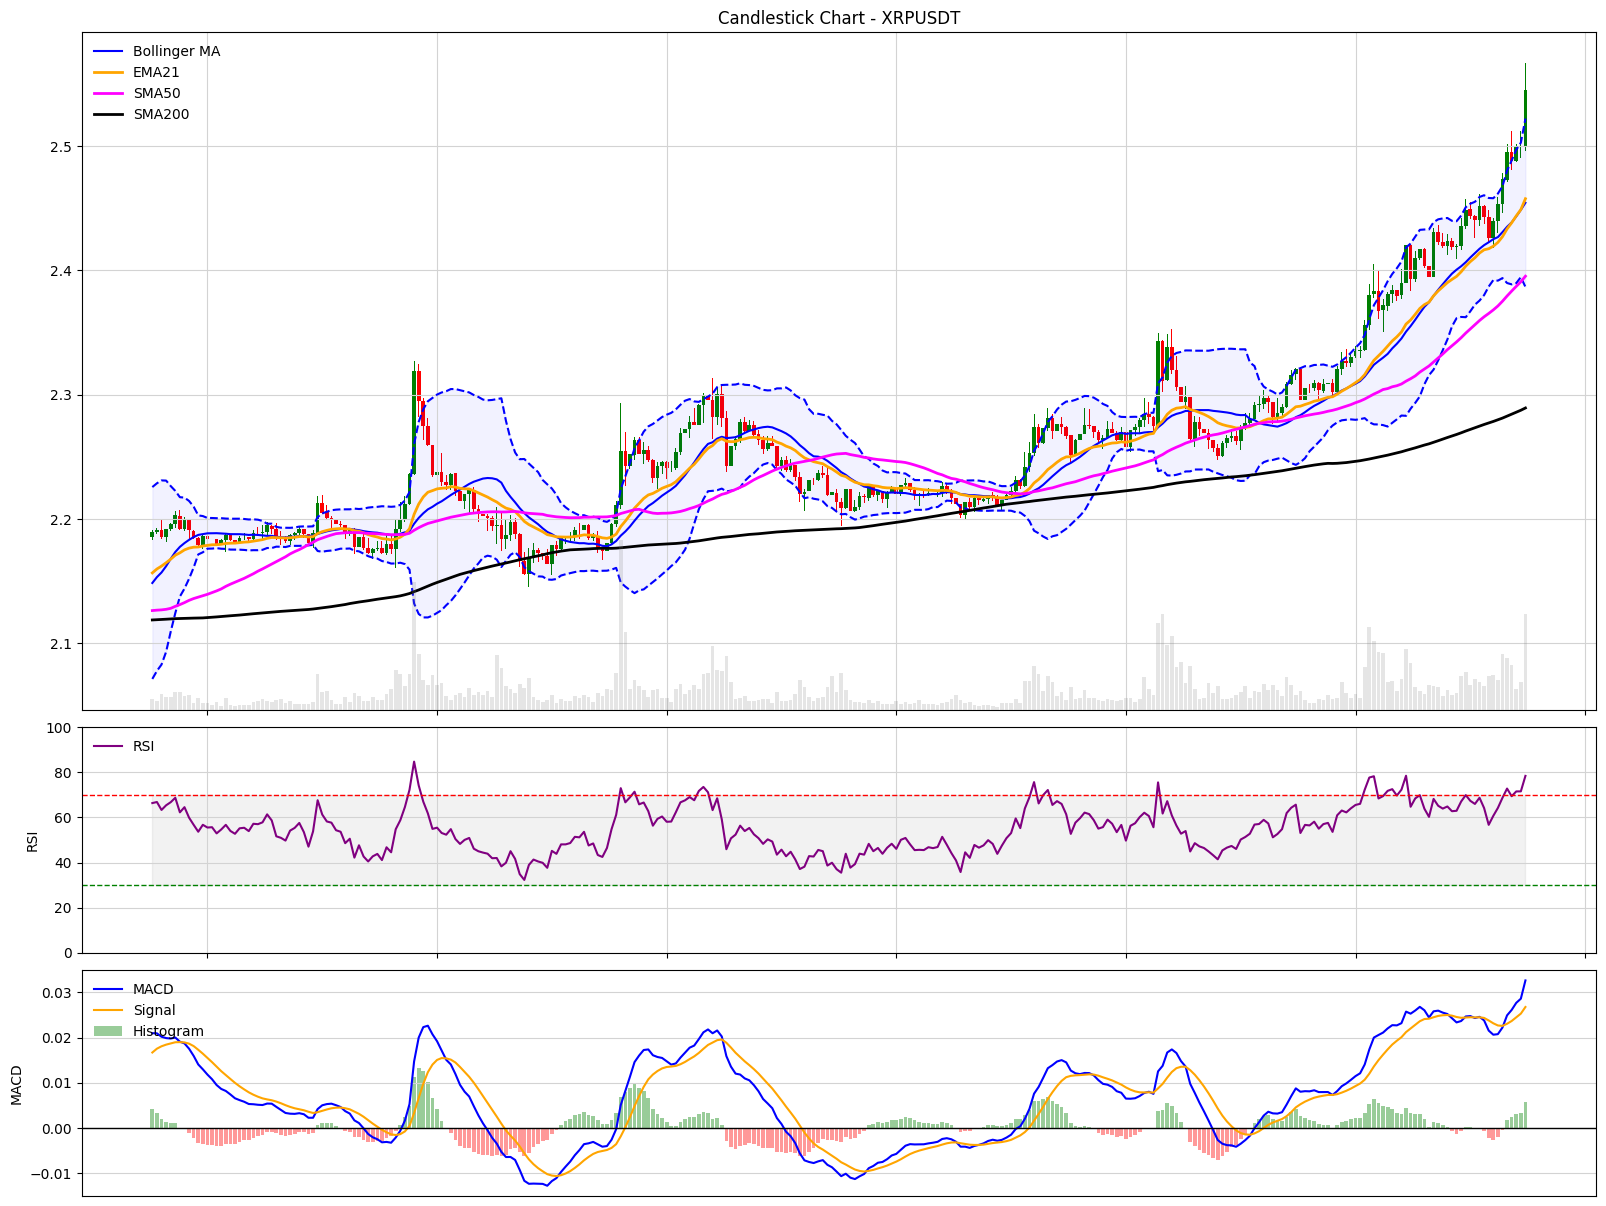 Candlestick Chart - XRPUSDT
Bollinger MA
EMA21
SMA50
SMA200
2.5
2.4
2.3
2.2
2.1
100
80
60
40
20
0
RSI
RSI
0.03
0.02
0.01
0.00
−0.01
MACD
MACD
Signal
Histogram